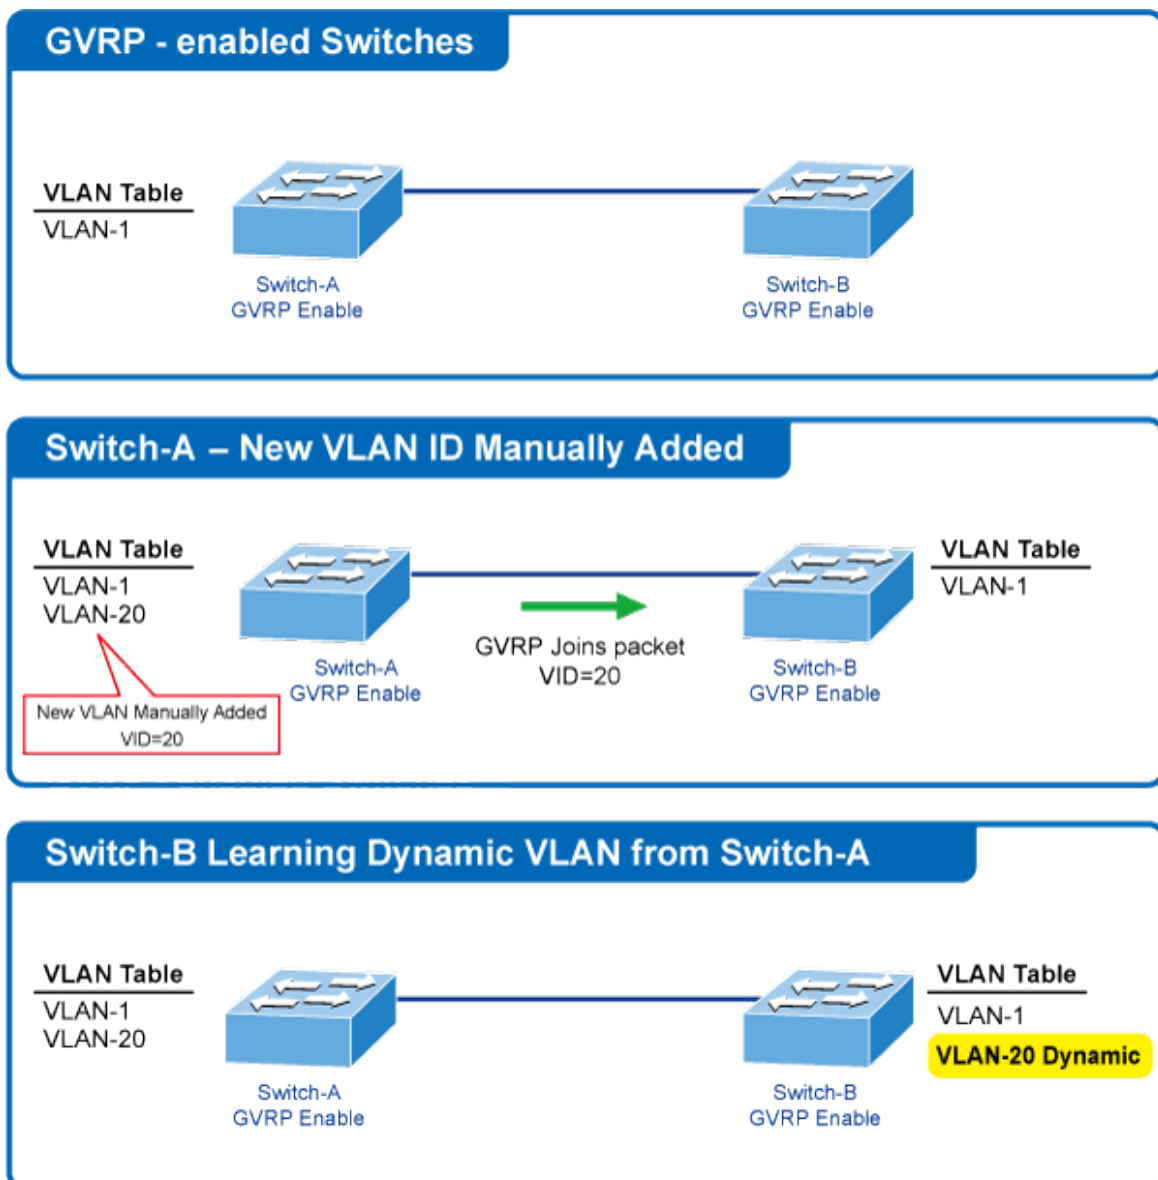 GVRP - enabled Switches
VLAN Table
VLAN-1
Switch-A
GVRP Enable
Switch-B
GVRP Enable
Switch-A – New VLAN ID Manually Added
VLAN Table
VLAN-1
VLAN-20
New VLAN Manually Added
VID=20
Switch-A
GVRP Enable
GVRP Joins packet
VID=20
Switch-B
GVRP Enable
VLAN Table
VLAN-1
Switch-B Learning Dynamic VLAN from Switch-A
VLAN Table
VLAN-1
VLAN-20
Switch-A
GVRP Enable
Switch-B
GVRP Enable
VLAN Table
VLAN-1
VLAN-20 Dynamic